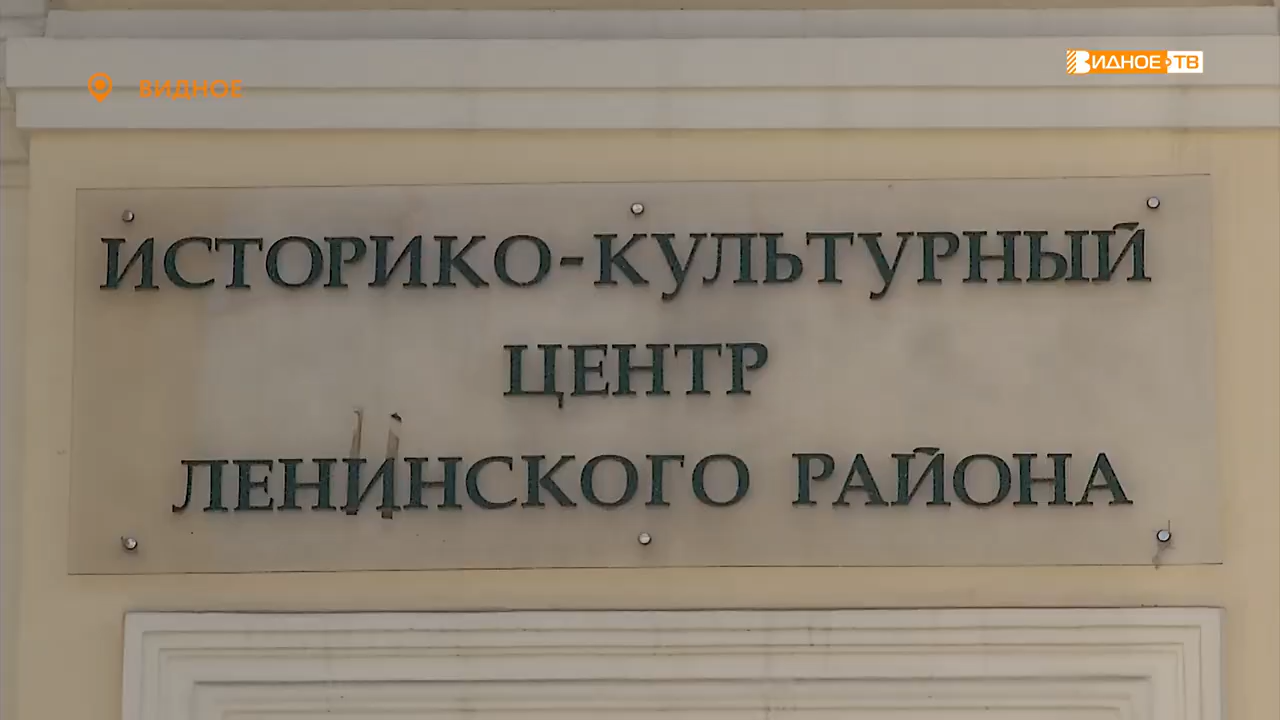 ВИДНОЕ
ВИДНОЕ ТВ
ИСТОРИКО-КУЛЬТУРНЫЙ
ЦЕНТР
ЛЕНИНСКОГО РАЙОНА